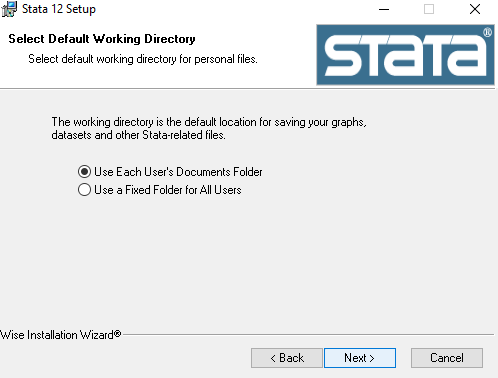 Stata 12 Setup
Select Default Working Directory
Select default working directory for personal files.
STATA®
The working directory is the default location for saving your graphs,
datasets and other Stata-related files.
Use Each User's Documents Folder
Use a Fixed Folder for All Users
Wise Installation Wizard®
< Back
Next >
Cancel